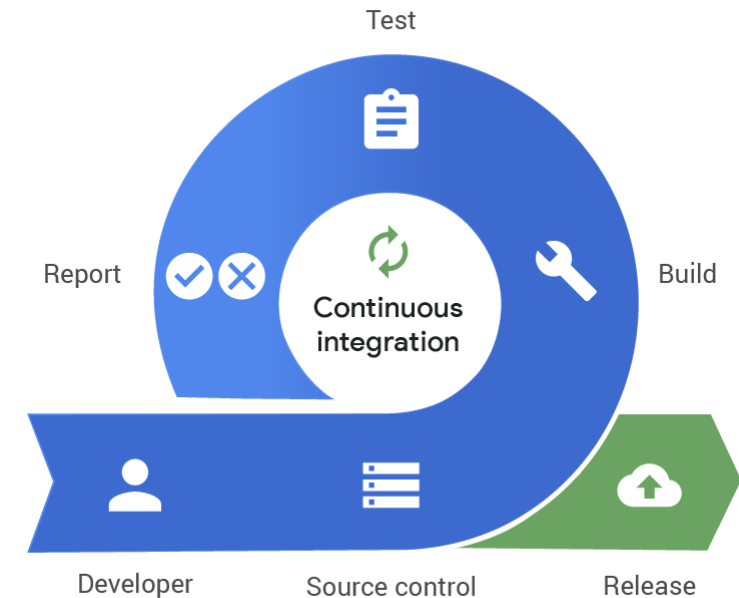 Test
Report
Continuous
integration
Build
Developer
Source control
Release